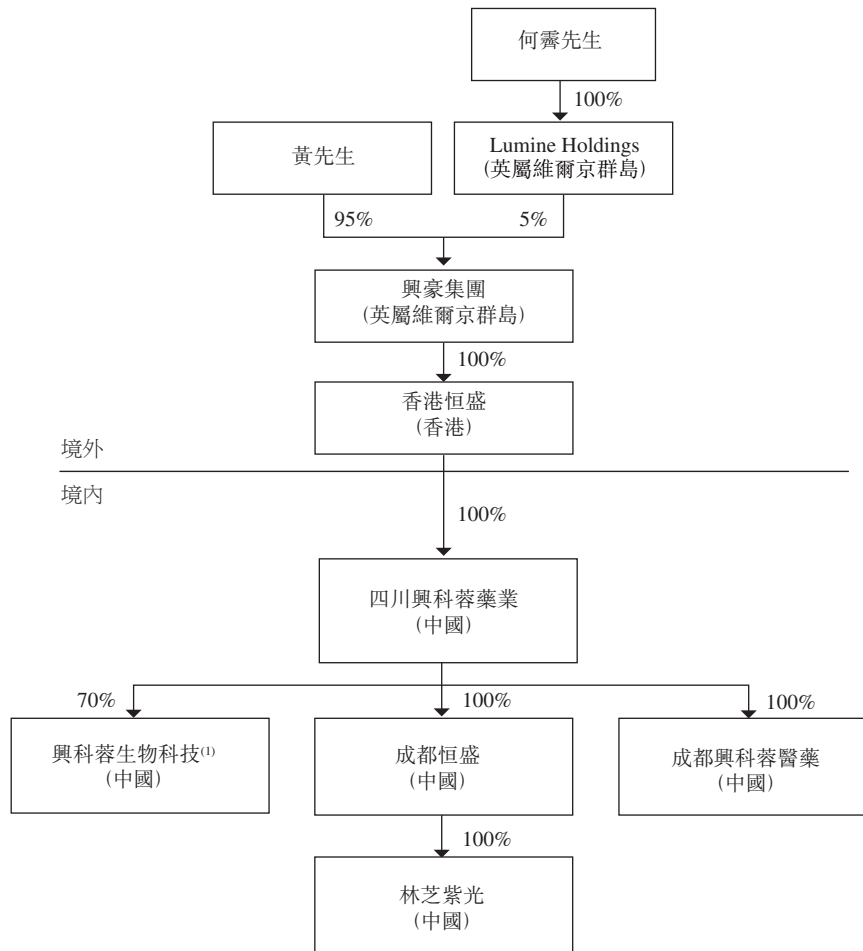 何霽先生
100%
黃先生
Lumine Holdings
(英屬維爾京群島)
95%
5%
興豪集團
(英屬維爾京群島)
100%
香港恒盛
(香港)
境外
境內
100%
四川興科蓉藥業
(中國)
70%
100%
100%
興科蓉生物科技(1)
(中國)
成都恒盛
(中國)
成都興科蓉醫藥
(中國)
100%
林芝紫光
(中國)